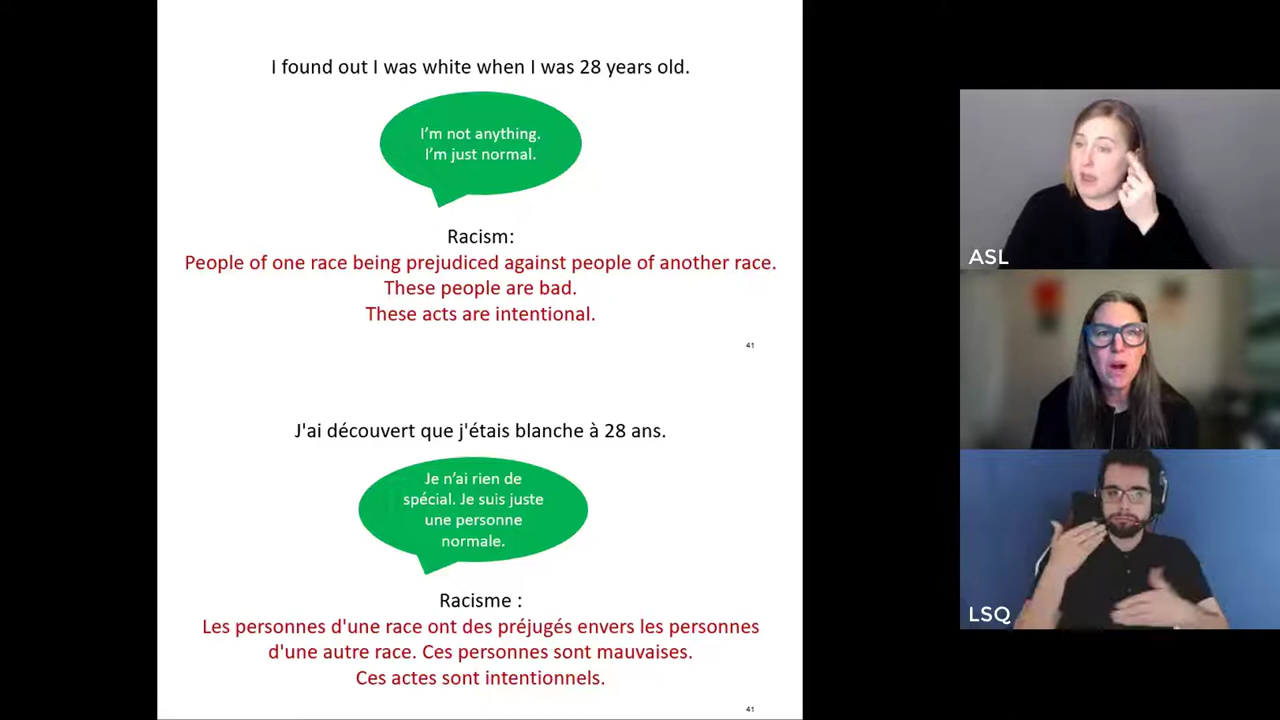 I found out I was white when I was 28 years old.
I'm not anything.
I'm just normal.
Racism:
People of one race being prejudiced against people of another race.
These people are bad.
These acts are intentional.
41
J'ai découvert que j'étais blanche à 28 ans.
Je n'ai rien de
spécial. Je suis juste
une personne
normale.
Racisme :
Les personnes d'une race ont des préjugés envers les personnes
d'une autre race. Ces personnes sont mauvaises.
Ces actes sont intentionnels.
41
ASL
LSQ